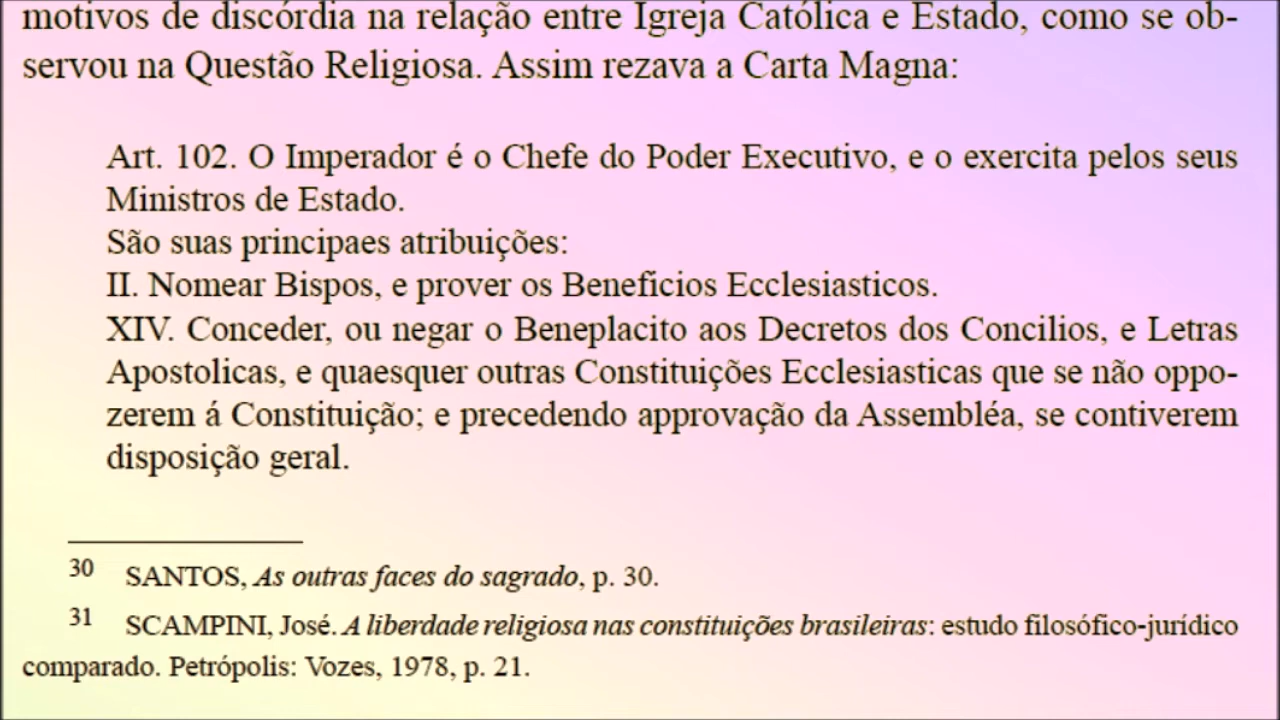 motivos de discórdia na relação entre Igreja Católica e Estado, como se ob-
servou na Questão Religiosa. Assim rezava a Carta Magna:
Art. 102. O Imperador é o Chefe do Poder Executivo, e o exercita pelos seus
Ministros de Estado.
São suas principaes atribuições:
II. Nomear Bispos, e prover os Beneficios Ecclesiasticos.
XIV. Conceder, ou negar o Beneplacito aos Decretos dos Concilios, e Letras
Apostolicas, e quaesquer outras Constituições Ecclesiasticas que se não oppo-
zerem á Constituição; e precedendo approvação da Assembléa, se contiverem
disposição geral.
30 SANTOS, As outras faces do sagrado, p. 30.
31 SCAMPINI, José. A liberdade religiosa nas constituições brasileiras: estudo filosófico-jurídico
comparado. Petrópolis: Vozes, 1978, p. 21.